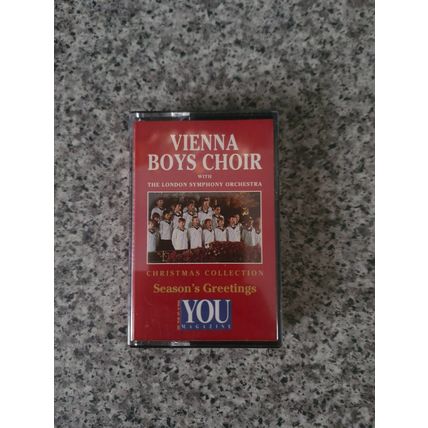 VIENNA
BOYS CHOIR
WITH
THE LONDON SYMPHONY ORCHESTRA
CHRISTMAS COLLECTION
Season's Greetings
YOU
MAGAZINE